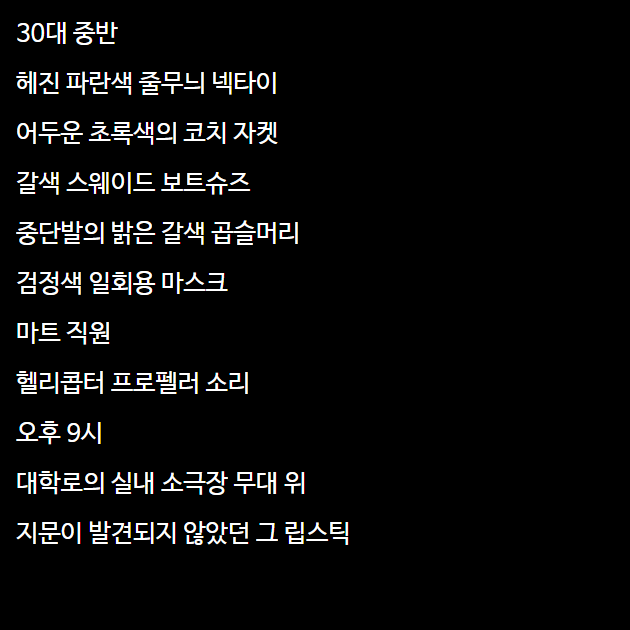 30대 중반
헤진 파란색 줄무늬 넥타이
어두운 초록색의 코치 자켓
갈색 스웨이드 보트슈즈
중단발의 밝은 갈색 곱슬머리
검정색 일회용 마스크
마트 직원
헬리콥터 프로펠러 소리
오후 9시
대학로의 실내 소극장 무대 위
지문이 발견되지 않았던 그 립스틱